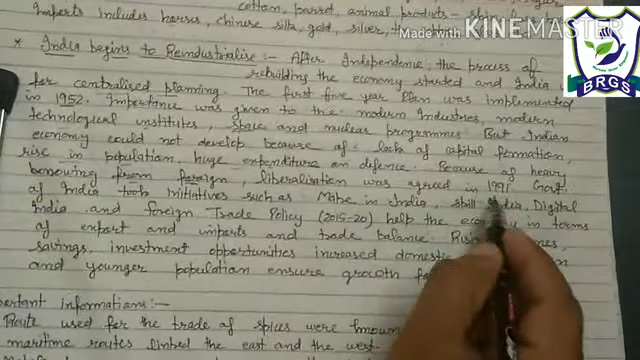 cotton, parrot, animal products -
Imports includes horses, chinese silk, gold, silver,
Made with KINEMASTER
BRGS
* India begins to Reindustrialise :- After Independence, the process of
rebuilding the economy started and India
for centralised planning. The first five year Plan was implemented
in 1952. Importance was given to the modern Industries, modern
technological institutes, space and nuclear programmes. But Indian
economy could not develop because of lack of capital formation,
rise in population, huge expenditure on defence. Because of heavy
borrowing from foreign, liberalisation was agreed in 1991. Govt.
of India took initiatives such as Make in India, skill India, Digital
India and Foreign Trade Policy (2015-20) help the economy in terms
of export and imports and trade balance.
savings, investment opportunities increased domestic
and younger population ensure growth
Important informations :-
Route used for the trade of spices were known
maritime routes linked the east and the west